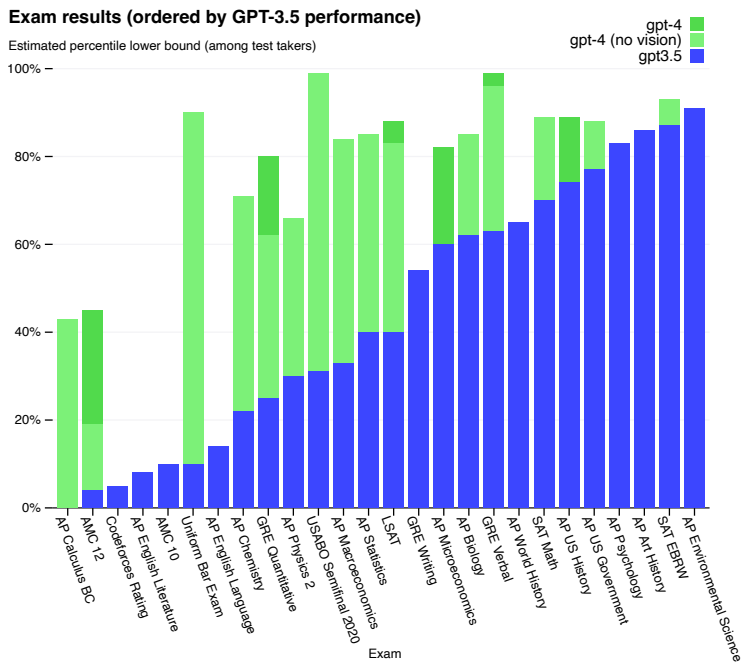 Exam results (ordered by GPT-3.5 performance)
Estimated percentile lower bound (among test takers)
gpt-4
gpt-4 (no vision)
gpt3.5
100%
80%
60%
40%
20%
0%
AP Calculus BC
AMC 12
Codeforces Rating
AP English Literature
AMC 10
Uniform Bar Exam
AP English Language
AP Chemistry
GRE Quantitative
AP Physics 2
USABO Semifinal 2020
AP Macroeconomics
AP Statistics
LSAT
GRE Writing
AP Microeconomics
AP Biology
GRE Verbal
AP World History
SAT Math
AP US History
AP US Government
AP Psychology
AP Art History
SAT EBRW
AP Environmental Science
Exam